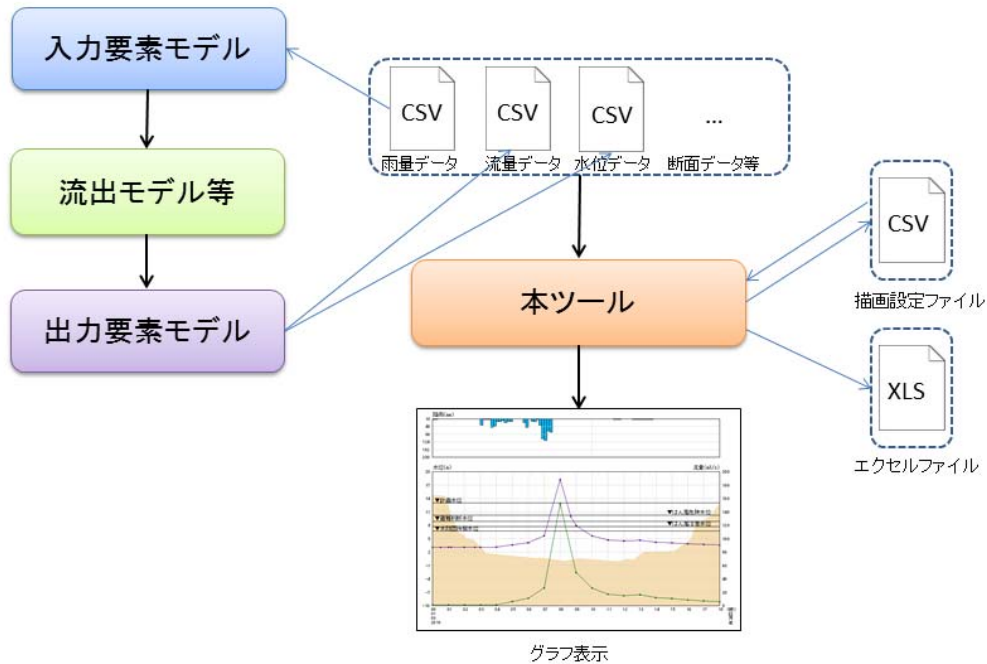 入力要素モデル
流出モデル等
出力要素モデル
CSV
CSV
CSV
...
雨量データ
流量データ
水位データ
断面データ等
本ツール
CSV
描画設定ファイル
XLS
エクセルファイル
水位(m)
グラフ表示